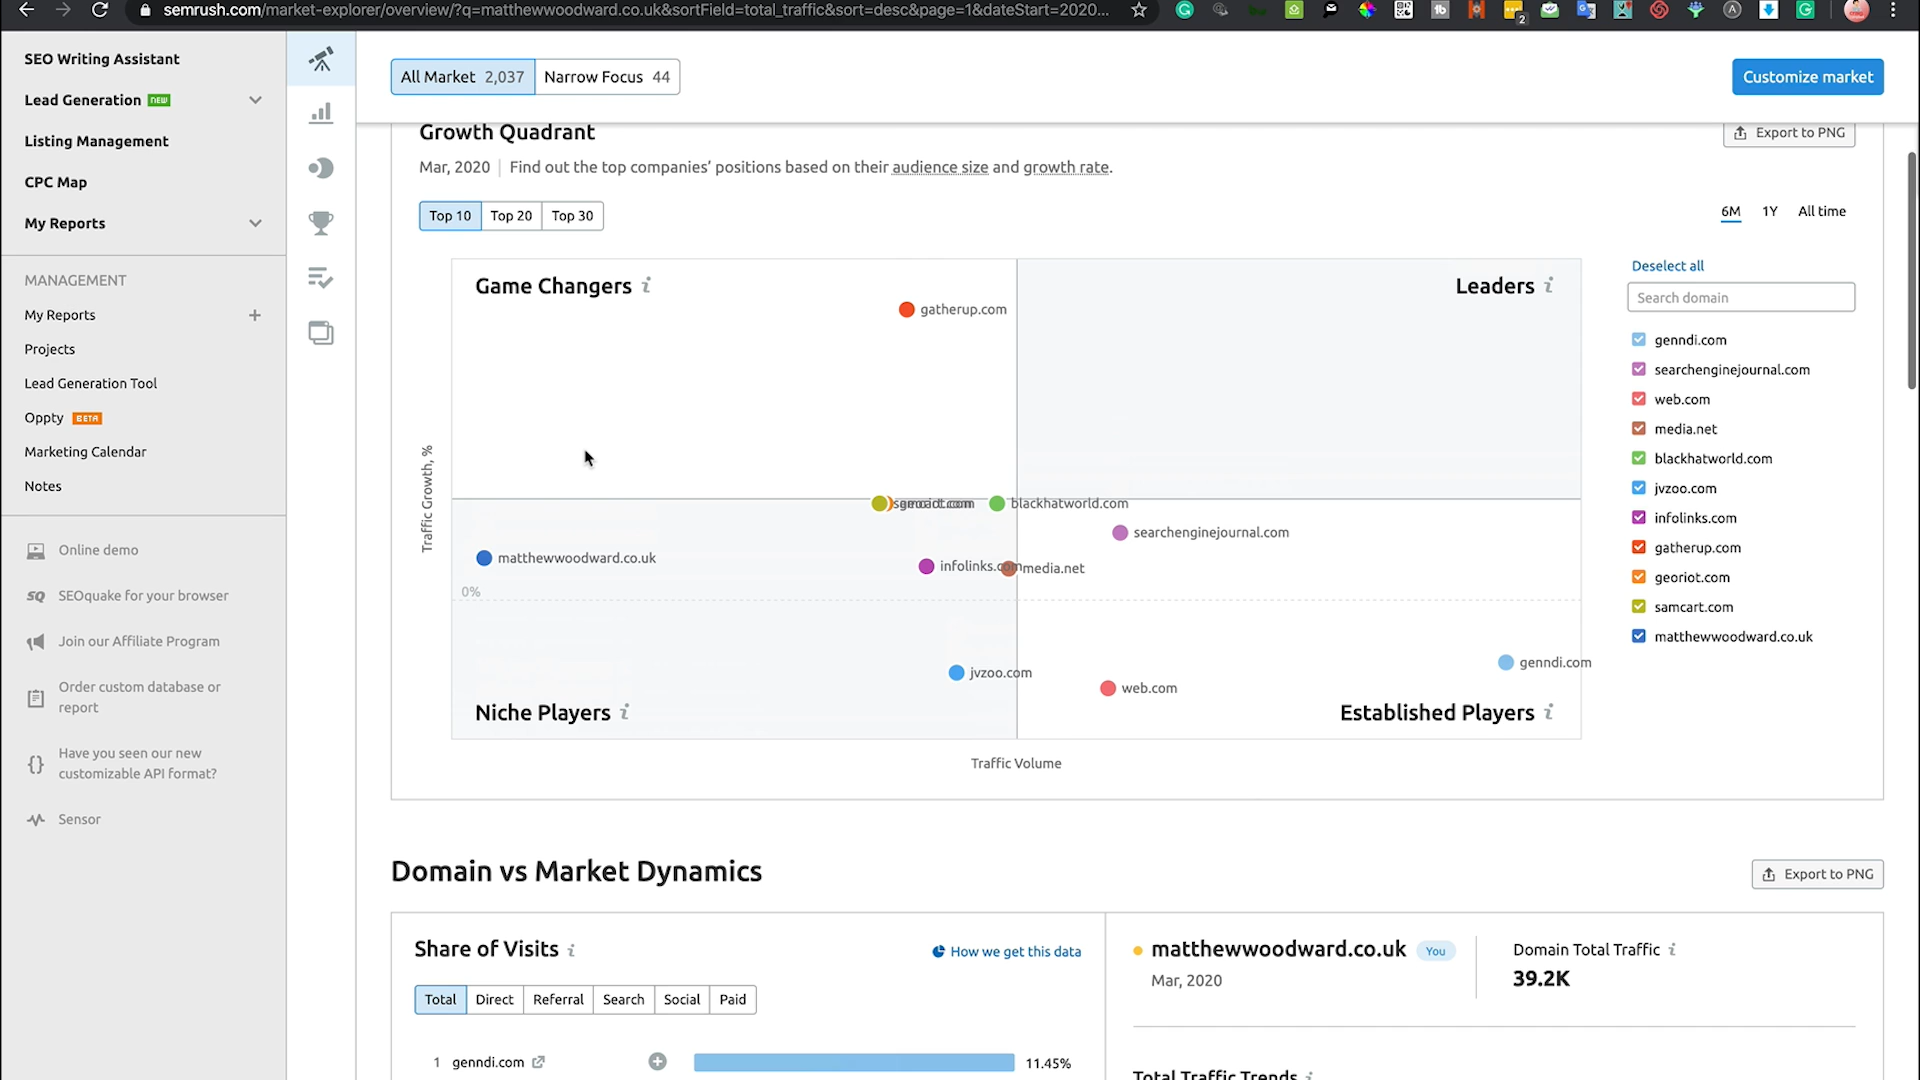 semrush.com/market-explorer/overview/?q=matthewwoodward.co.uk&sortField=total_traffic&sort=desc&page=1&dateStart=2020...
SEO Writing Assistant
Lead Generation NEW
Listing Management
CPC Map
My Reports
MANAGEMENT
My Reports
Projects
Lead Generation Tool
Oppty BETA
Marketing Calendar
Notes
Online demo
SEOquake for your browser
Join our Affiliate Program
Order custom database or
report
Have you seen our new
customizable API format?
Sensor
All Market 2,037 Narrow Focus 44
Customize market
Growth Quadrant
Export to PNG
Mar, 2020 Find out the top companies’ positions based on their audience size and growth rate.
Top 10 Top 20 Top 30
6M 1Y All time
Game Changers
Leaders
gatherup.com
Traffic Growth, %
samcart.com
blackhatworld.com
searchenginejournal.com
matthewwoodward.co.uk
infolinks.com
media.net
0%
jvzoo.com
web.com
genndi.com
Niche Players
Established Players
Traffic Volume
Deselect all
Search domain
genndi.com
searchenginejournal.com
web.com
media.net
blackhatworld.com
jvzoo.com
infolinks.com
gatherup.com
georiot.com
samcart.com
matthewwoodward.co.uk
Domain vs Market Dynamics
Export to PNG
Share of Visits
How we get this data
Total Direct Referral Search Social Paid
1 genndi.com 11.45%
matthewwoodward.co.uk You
Mar, 2020
Domain Total Traffic
39.2K
Total Traffic Trends